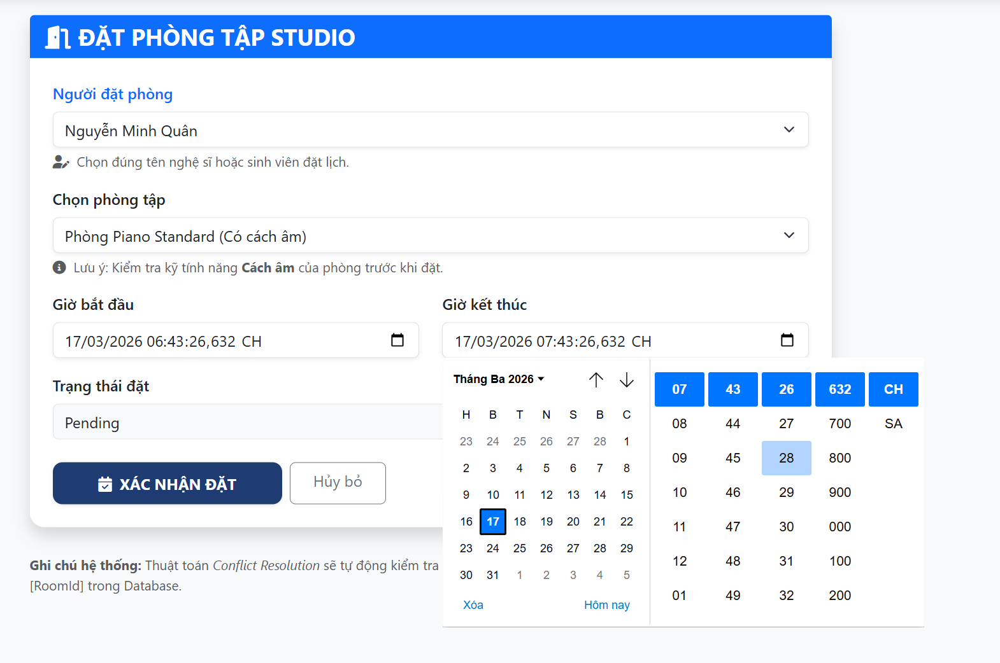 ĐẶT PHÒNG TẬP STUDIO
Người đặt phòng
Nguyễn Minh Quân
Chọn đúng tên nghệ sĩ hoặc sinh viên đặt lịch.
Chọn phòng tập
Phòng Piano Standard (Có cách âm)
Lưu ý: Kiểm tra kỹ tính năng Cách âm của phòng trước khi đặt.
Giờ bắt đầu
17/03/2026 06:43:26,632 CH
Giờ kết thúc
17/03/2026 07:43:26,632 CH
Trạng thái đặt
Pending
XÁC NHẬN ĐẶT
Hủy bỏ
Ghi chú hệ thống: Thuật toán Conflict Resolution sẽ tự động kiểm tra
[RoomId] trong Database.
Tháng Ba 2026
H B T N S B C
23 24 25 26 27 28 1
2 3 4 5 6 7 8
9 10 11 12 13 14 15
16 17 18 19 20 21 22
23 24 25 26 27 28 29
30 31 1 2 3 4 5
Xóa Hôm nay
07 43 26 632 CH
08 44 27 700 SA
09 45 28 800
10 46 29 900
11 47 30 000
12 48 31 100
01 49 32 200